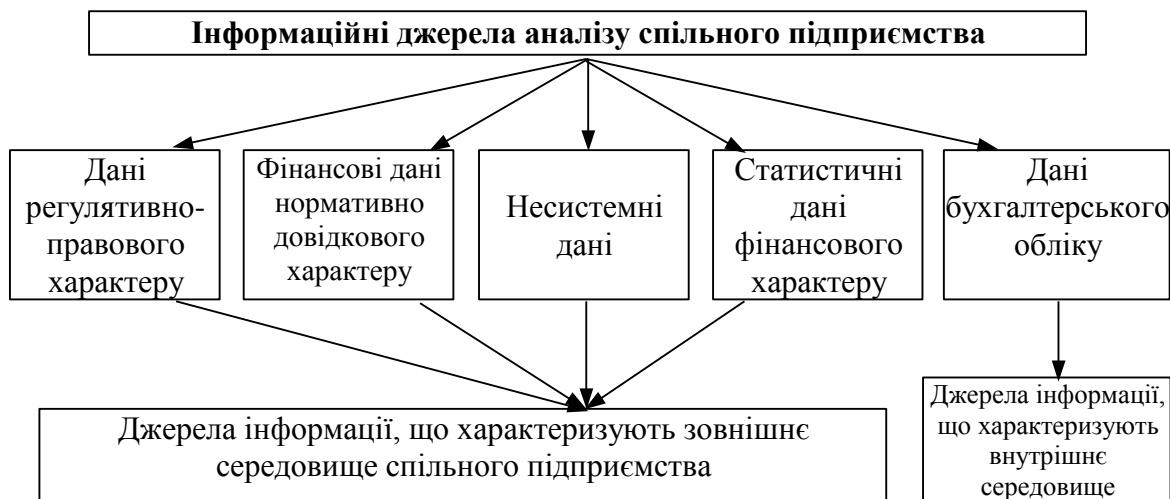 Інформаційні джерела аналізу спільного підприємства
Дані
регулятивно-
правового
характеру
Фінансові дані
нормативно
довідкового
характеру
Несистемні
дані
Статистичні
дані
фінансового
характеру
Дані
бухгалтерського
обліку
Джерела інформації, що характеризують зовнішнє
середовище спільного підприємства
Джерела інформації,
що характеризують
внутрішнє
середовище